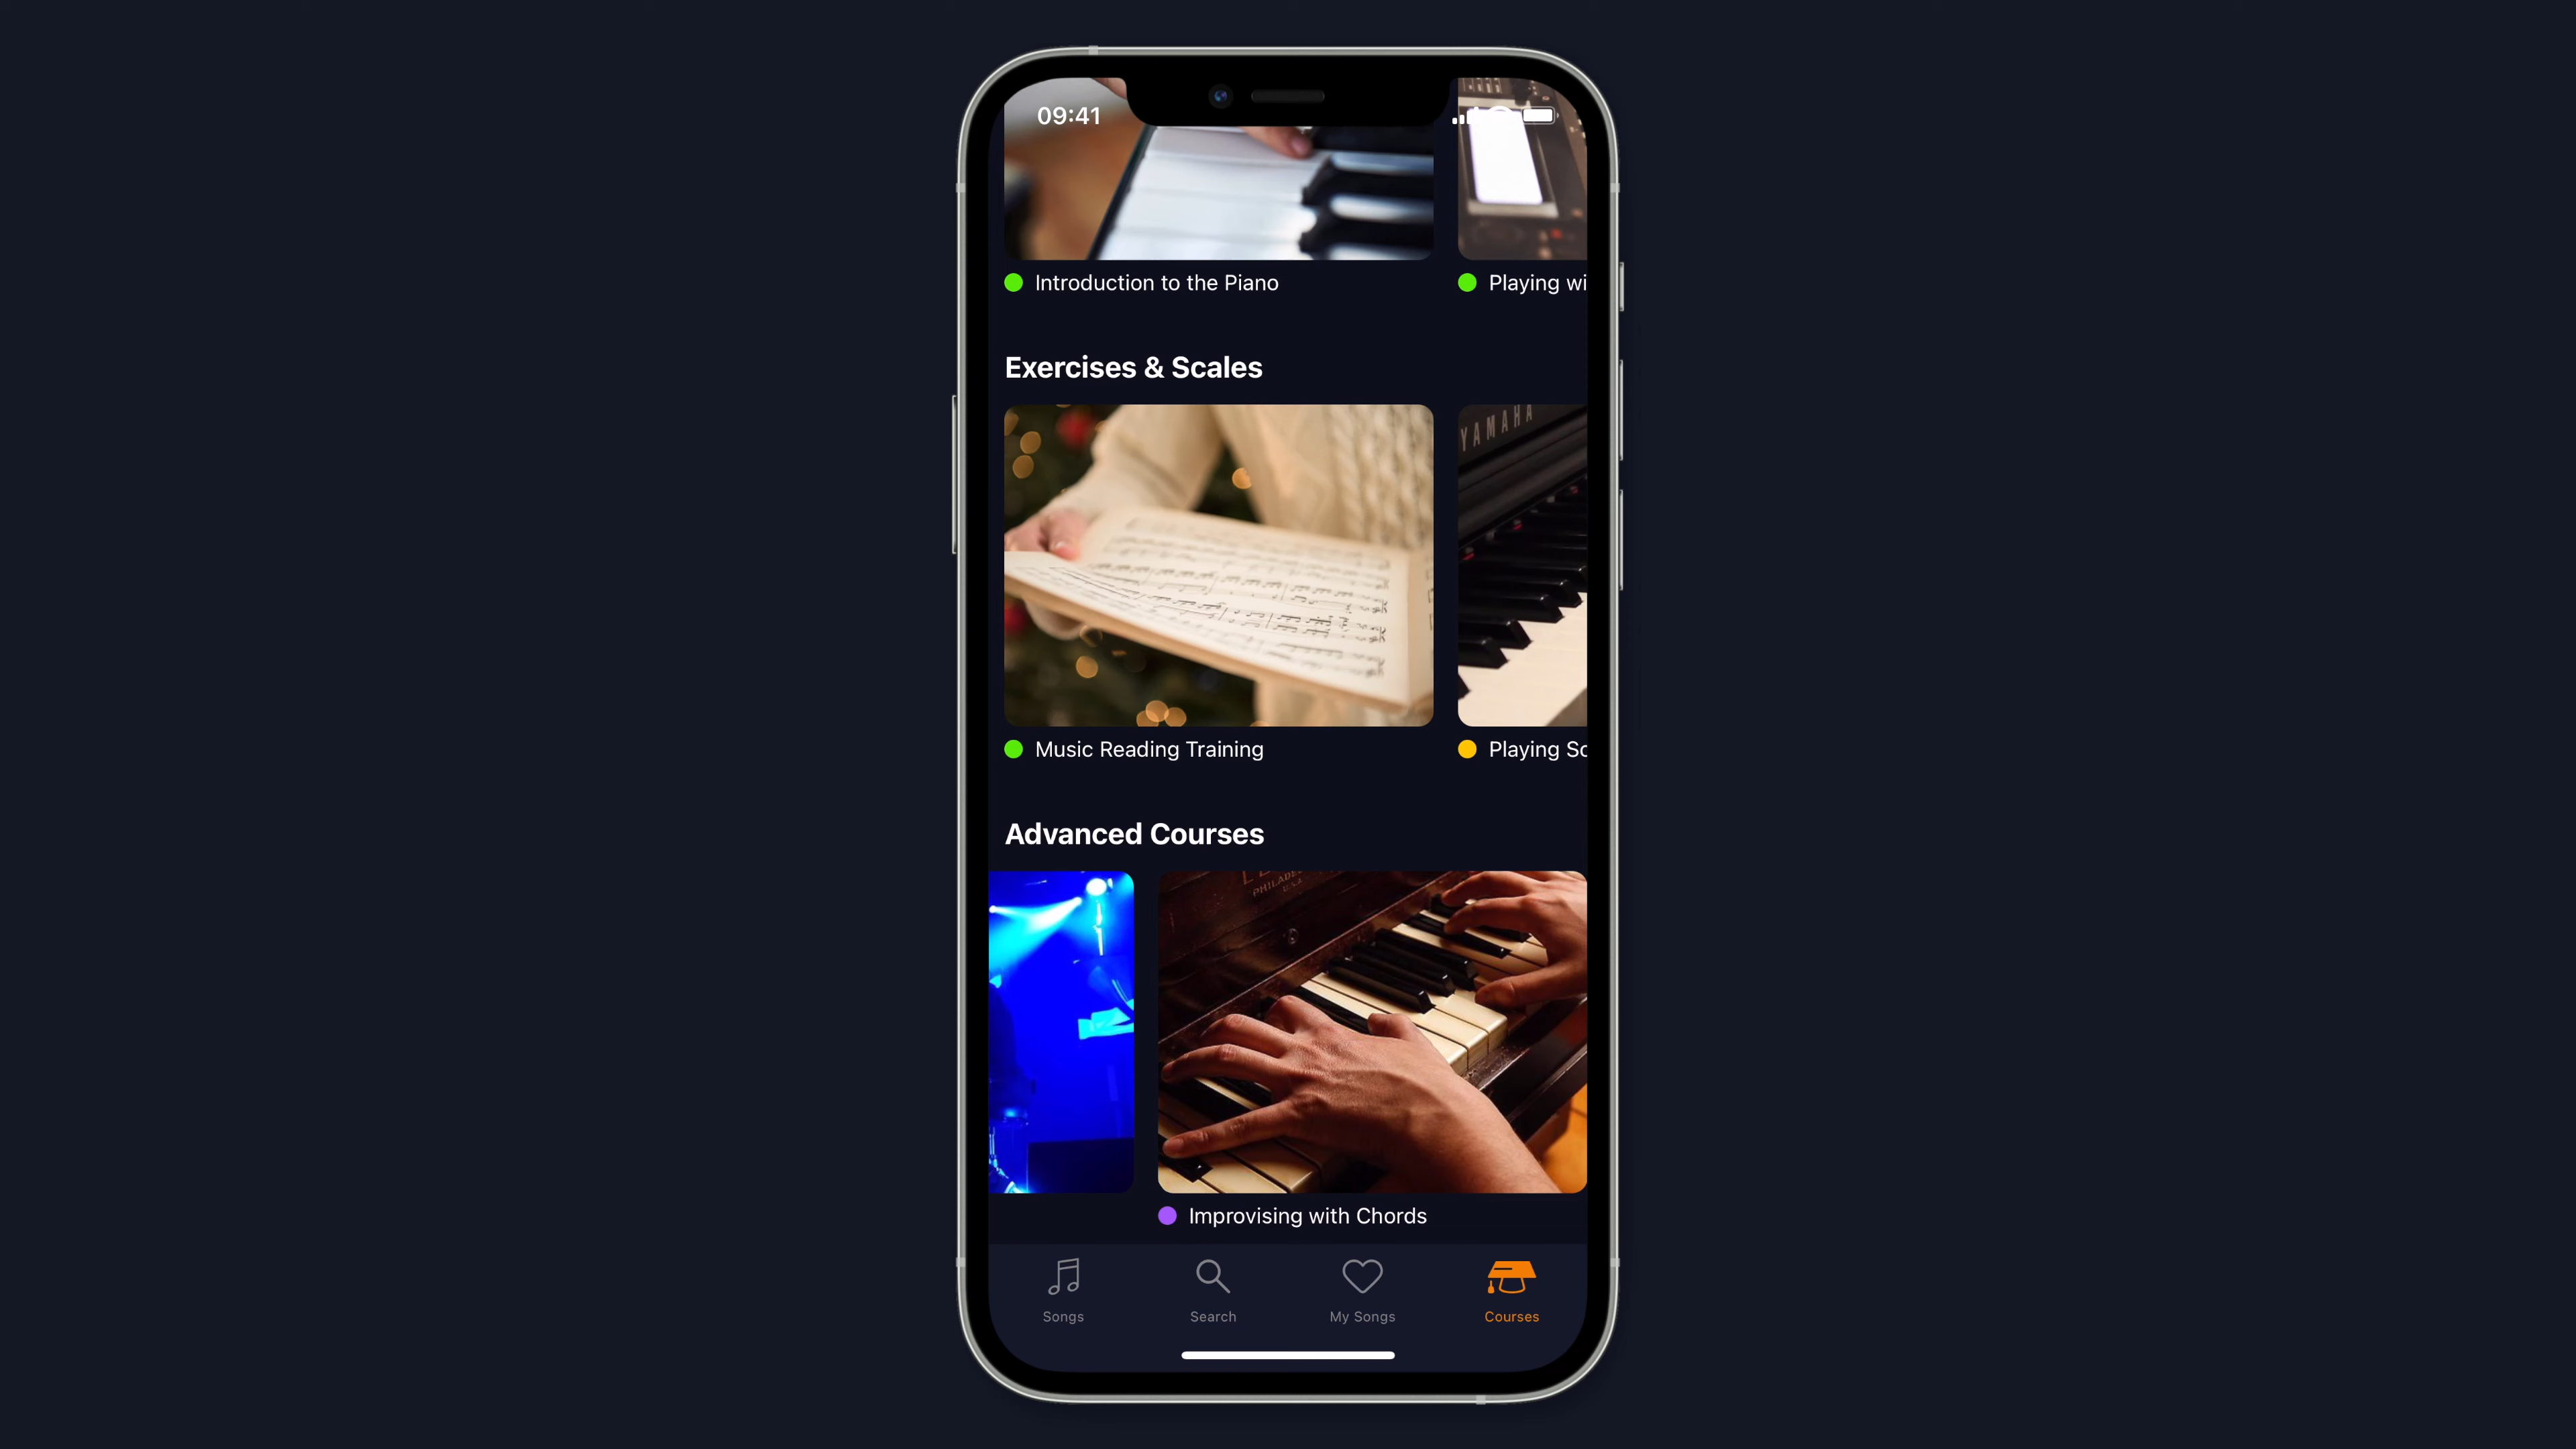 09:41
Introduction to the Piano
Playing wi
Exercises & Scales
YAMAHA
Music Reading Training
Playing Sc
Advanced Courses
PHILADE
U.S.A
Improvising with Chords
Songs
Search
My Songs
Courses